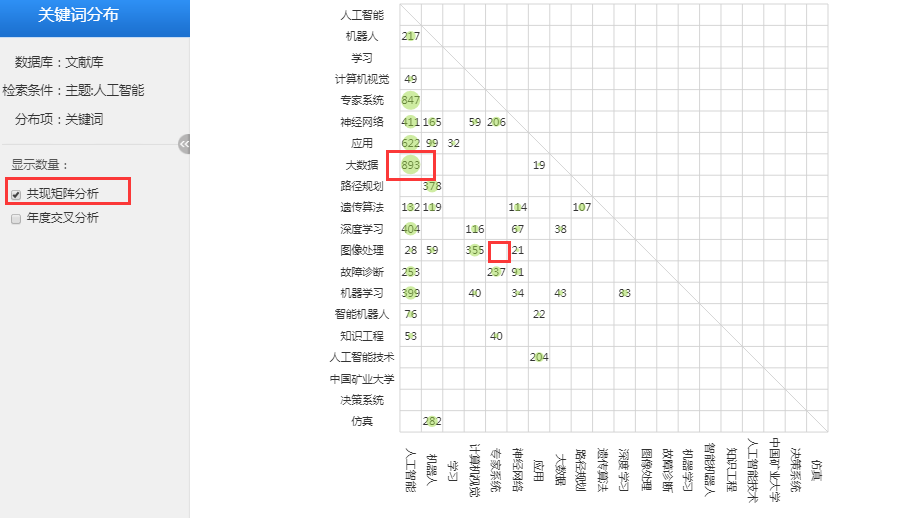 关键词分布
数据库：文献库
检索条件：主题:人工智能
分布项：关键词
显示数量：
共现矩阵分析
年度交叉分析
人工智能
机器人 217
学习
计算机视觉 49
专家系统 847
神经网络 411 165 59 206
应用 622 99 32
大数据 893 19
路径规划 378
遗传算法 132 119 114 107
深度学习 404 116 67 38
图像处理 28 59 355 21
故障诊断 253 237 91
机器学习 399 40 34 43 83
智能机器人 76 22
知识工程 53 40
人工智能技术 204
中国矿业大学
决策系统
仿真 282
人工智能
机器人
学习
计算机视觉
专家系统
神经网络
应用
大数据
路径规划
遗传算法
深度学习
图像处理
故障诊断
机器学习
智能机器人
知识工程
人工智能技术
中国矿业大学
决策系统
仿真